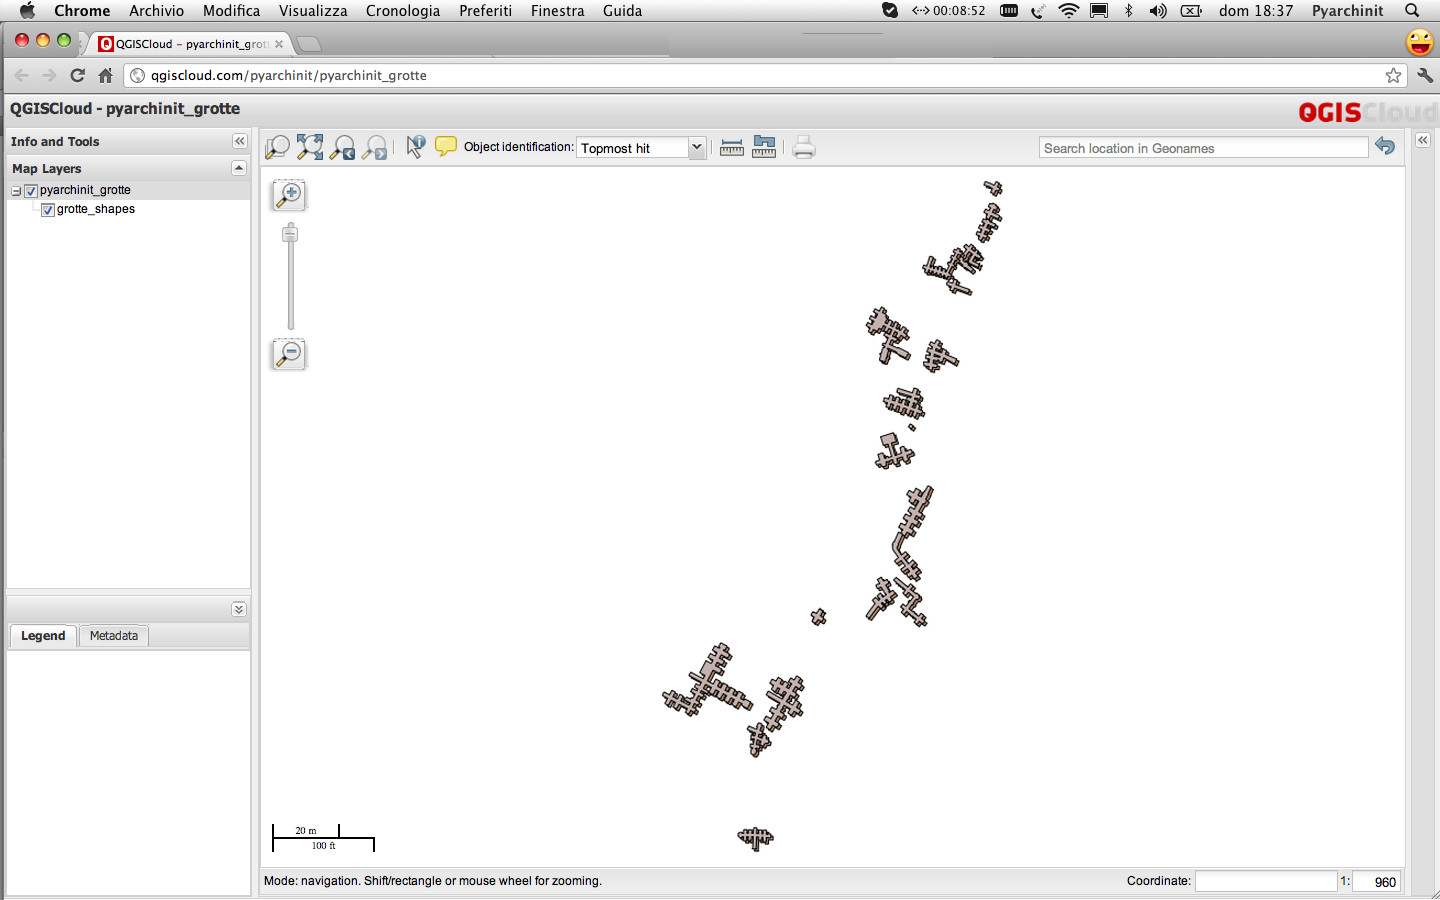 Chrome Archivio Modifica Visualizza Cronologia Preferiti Finestra Guida 00:08:52 dom 18:37 Pyarchinit
QGISCloud - pyarchinit_grot
qgiscloud.com/pyarchinit/pyarchinit_grotte
QGISCloud - pyarchinit_grotte
QGISCloud
Info and Tools
Object identification: Topmost hit
Search location in Geonames
Map Layers
pyarchinit_grotte
grotte_shapes
Legend Metadata
20 m
100 ft
Mode: navigation. Shift/rectangle or mouse wheel for zooming.
Coordinate: 1: 960